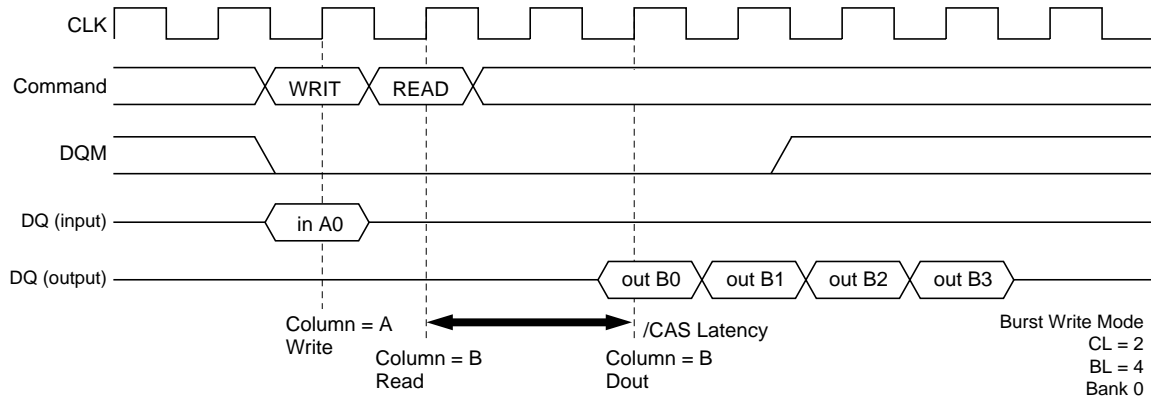 CLK
Command
WRIT
READ
DQM
DQ (input)
in A0
DQ (output)
out B0
out B1
out B2
out B3
Column = A
Write
/CAS Latency
Column = B
Read
Column = B
Dout
Burst Write Mode
CL = 2
BL = 4
Bank 0